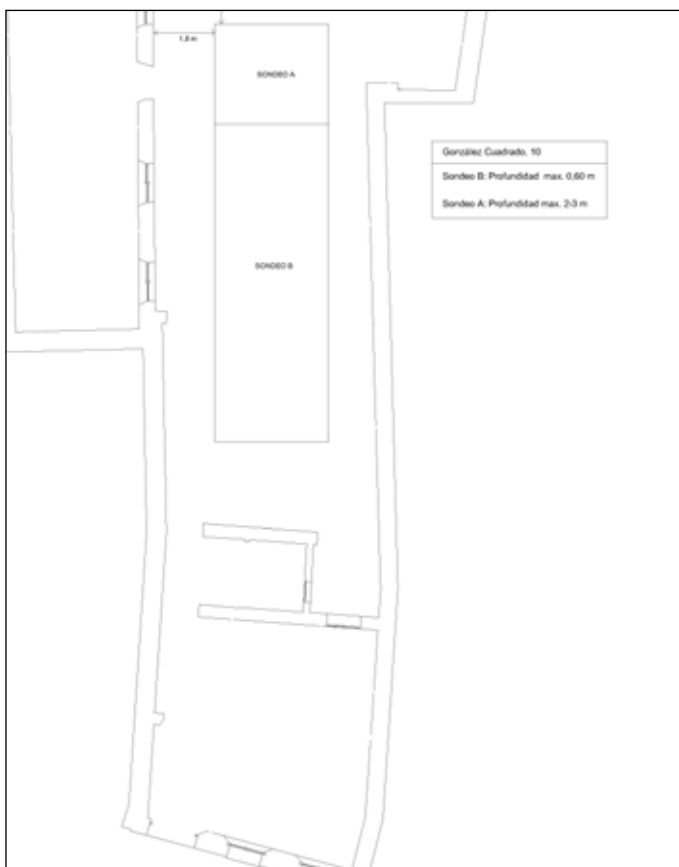 1,8 m
SONDEO A
González Cuadrado, 10
Sondeo B: Profundidad max. 0,60 m
Sondeo A: Profundidad max. 2-3 m
SONDEO B